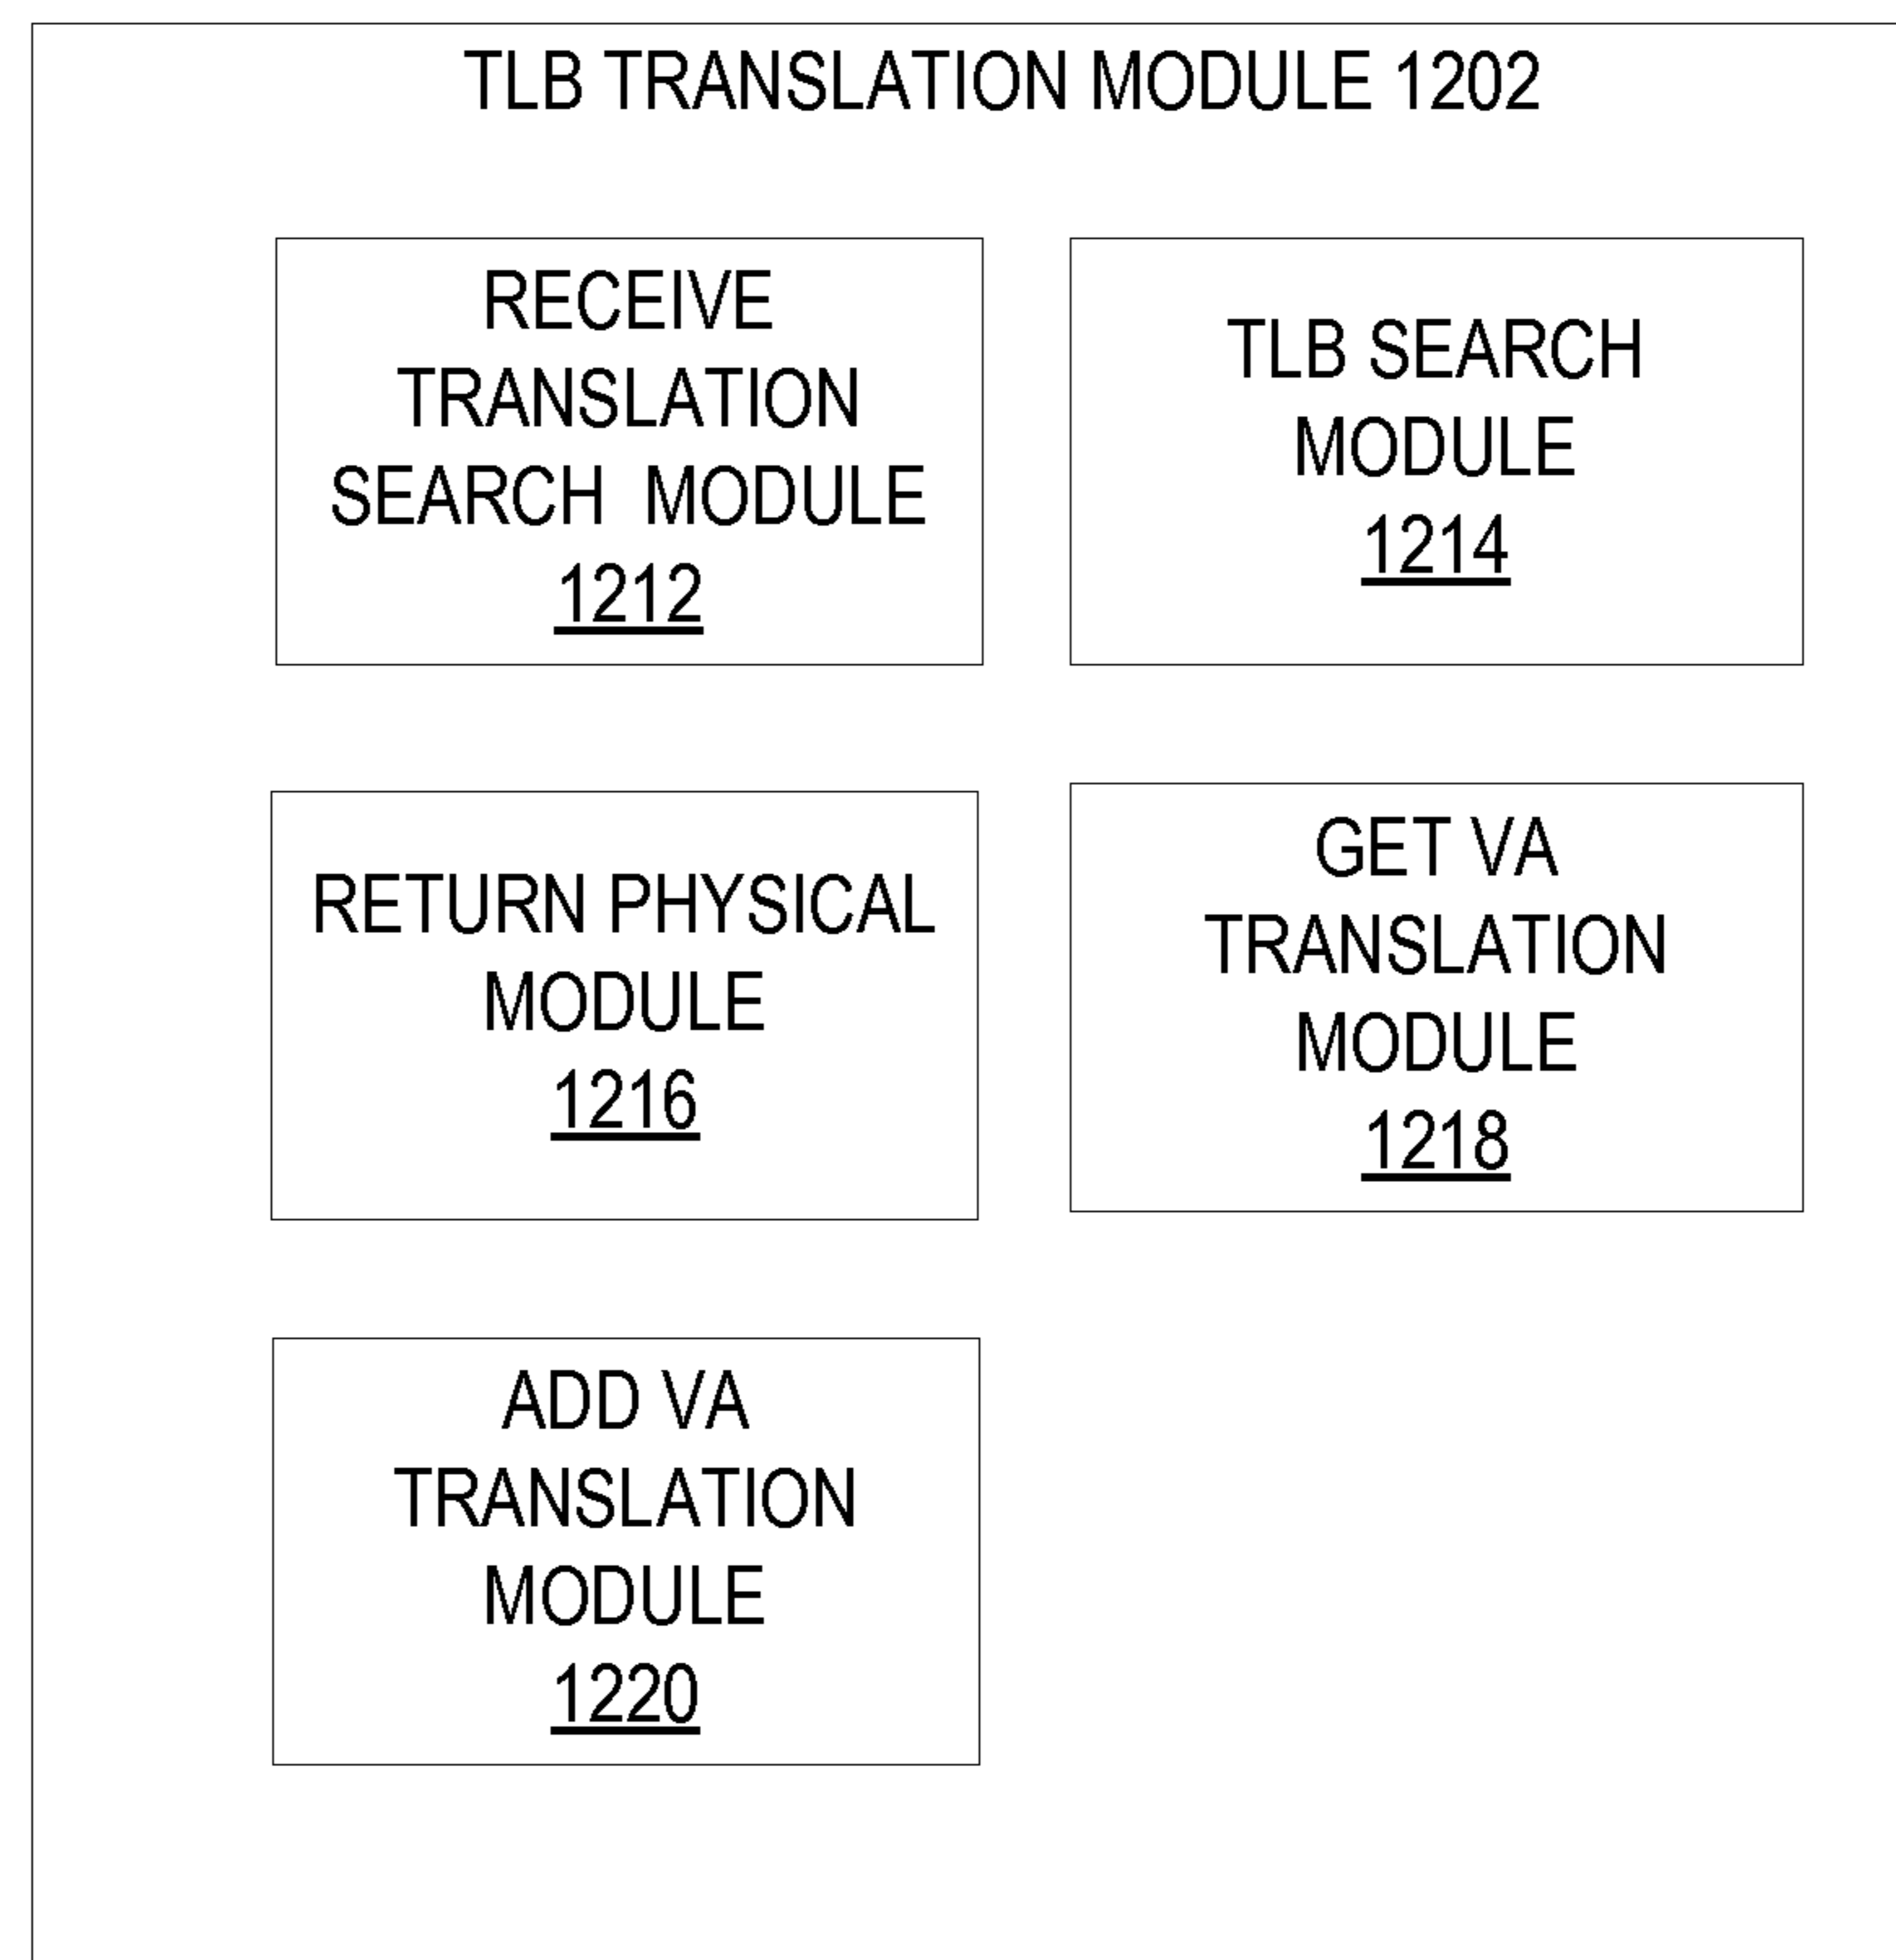 TLB TRANSLATION MODULE 1202
RECEIVE
TRANSLATION
SEARCH MODULE
1212
TLB SEARCH
MODULE
1214
RETURN PHYSICAL
MODULE
1216
GET VA
TRANSLATION
MODULE
1218
ADD VA
TRANSLATION
MODULE
1220